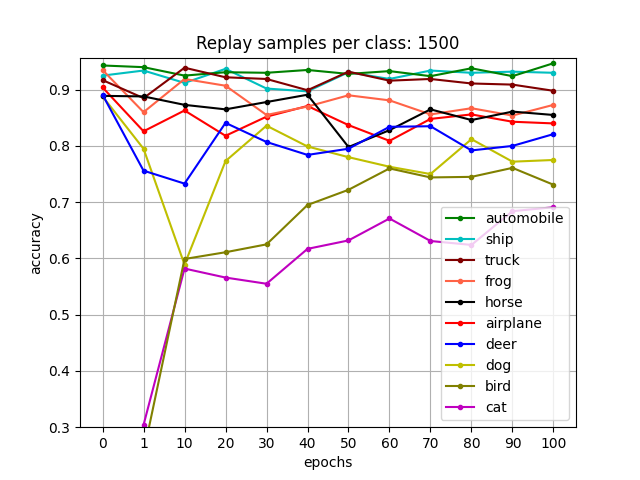 Replay samples per class: 1500
accuracy
0.9
0.8
0.7
0.6
0.5
0.4
0.3
automobile
ship
truck
frog
horse
airplane
deer
dog
bird
cat
0 1 10 20 30 40 50 60 70 80 90 100
epochs